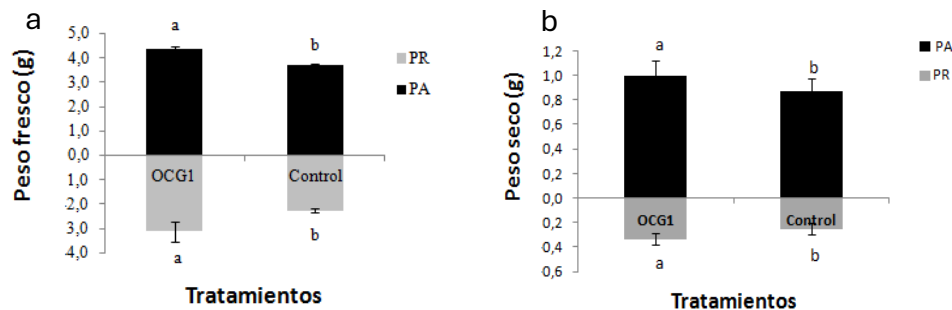 a
Peso fresco (g)
5,0
4,0
3,0
2,0
1,0
0,0
1,0
2,0
3,0
4,0
a
b
OCG1
Control
a
b
PR
PA
Tratamientos
b
Peso seco (g)
1,2
1,0
0,8
0,6
0,4
0,2
0,0
0,2
0,4
0,6
a
b
OCG1
Control
a
b
PA
PR
Tratamientos